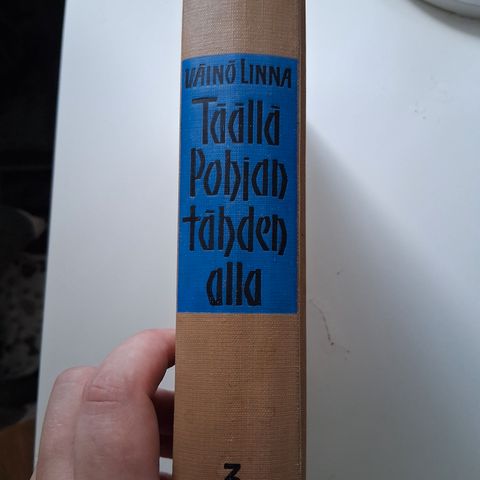 VÄINÖ LINNA
Täällä
Pohjan
tähden
alla
3